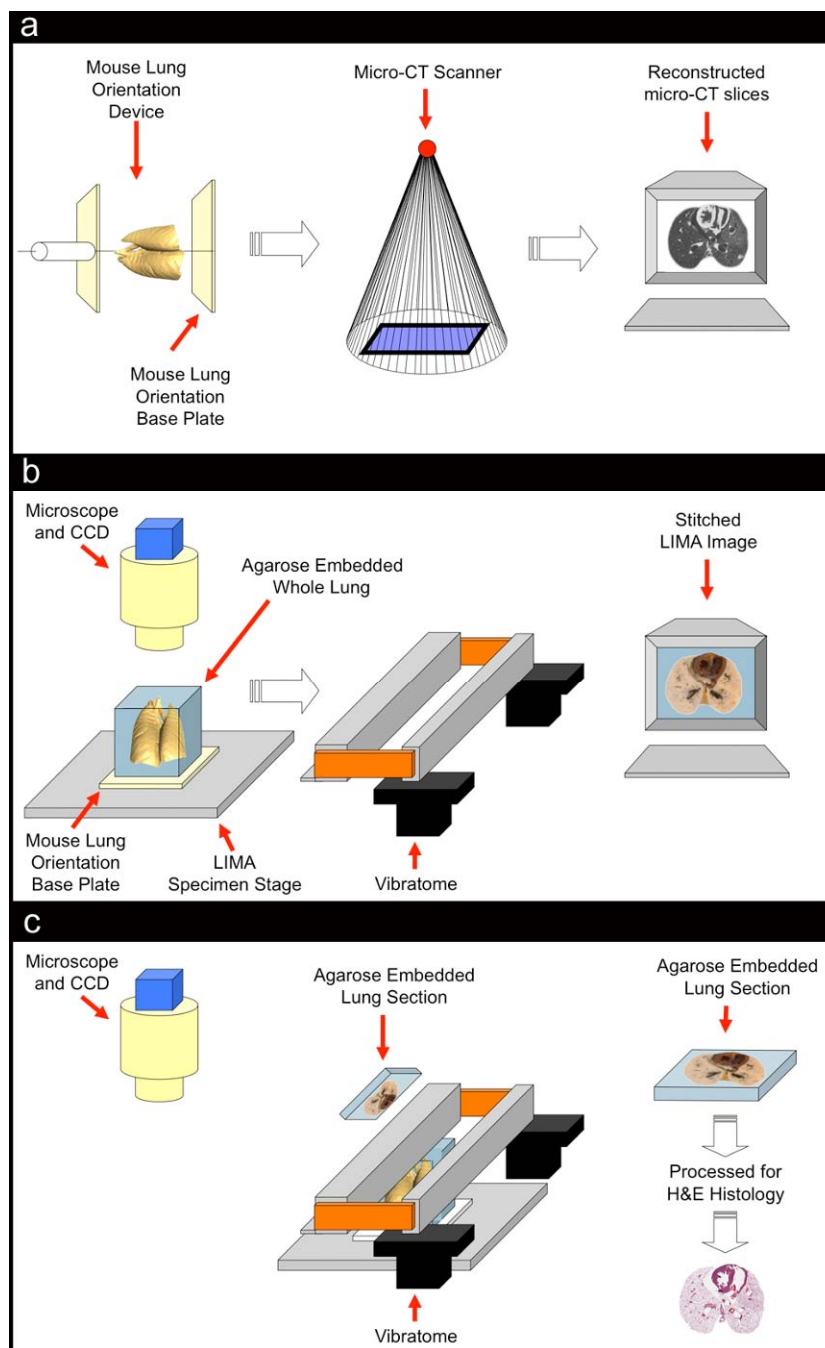 a
Mouse Lung
Orientation
Device
Micro-CT Scanner
Reconstructed
micro-CT slices
Mouse Lung
Orientation
Base Plate
b
Microscope
and CCD
Agarose Embedded
Whole Lung
Stitched
LIMA Image
Mouse Lung
Orientation
Base Plate
LIMA
Specimen Stage
Vibratome
c
Microscope
and CCD
Agarose Embedded
Lung Section
Agarose Embedded
Lung Section
Processed for
H&E Histology
Vibratome